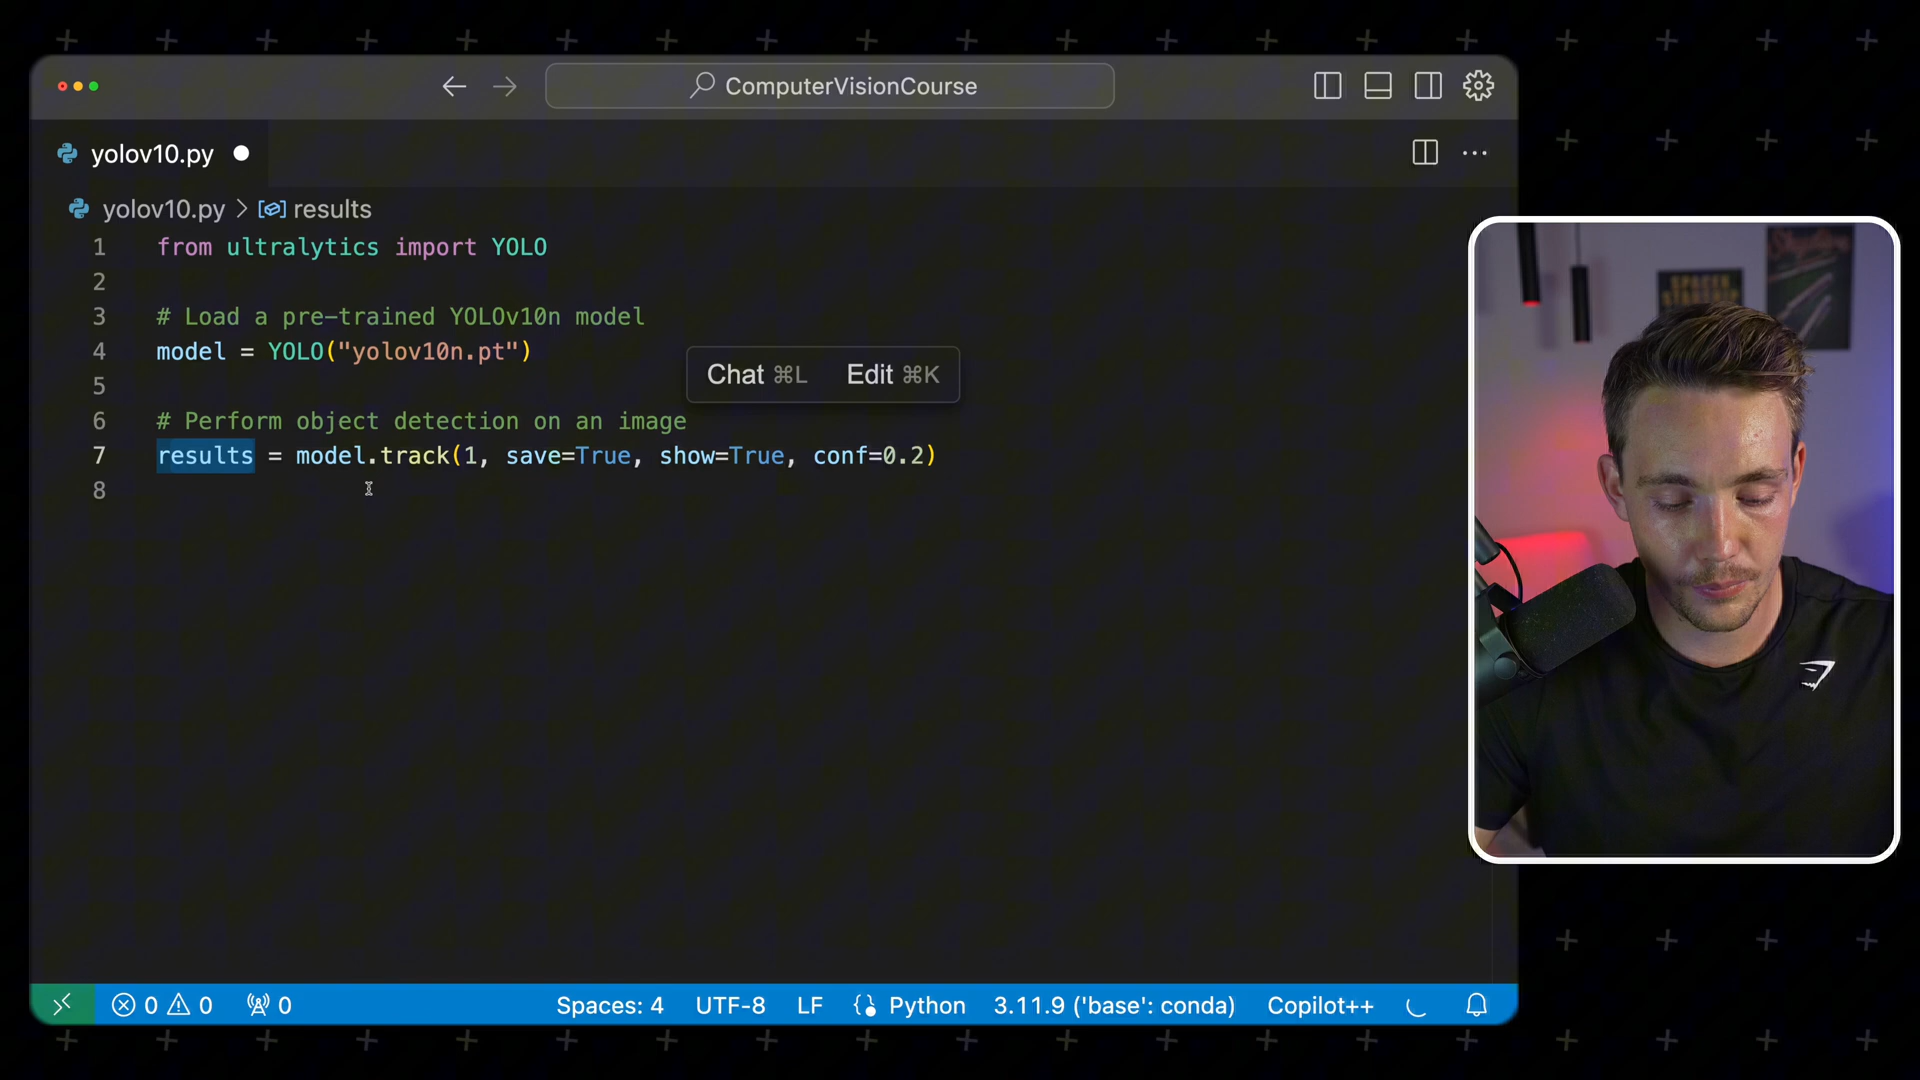 ComputerVisionCourse
yolov10.py
yolov10.py > results
1 from ultralytics import YOLO
2
3 # Load a pre-trained YOLOv10n model
4 model = YOLO("yolov10n.pt")
Chat ⌘L Edit ⌘K
5
6 # Perform object detection on an image
7 results = model.track(1, save=True, show=True, conf=0.2)
8
0 0 0 Spaces: 4 UTF-8 LF Python 3.11.9 ('base': conda) Copilot++